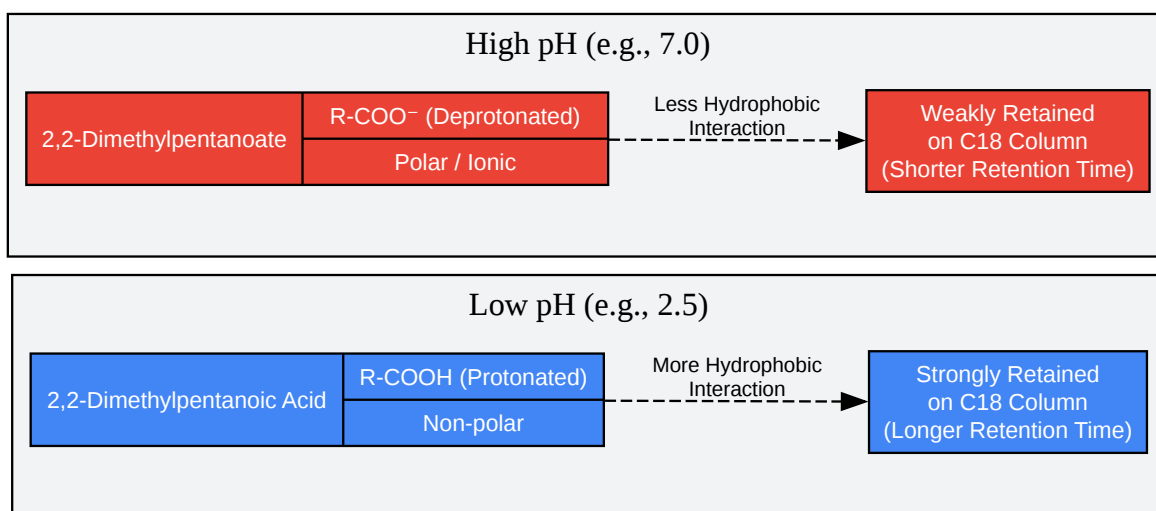 High pH (e.g., 7.0)
2,2-Dimethylpentanoate
R-COO⁻ (Deprotonated)
Polar / Ionic
Less Hydrophobic
Interaction
Weakly Retained
on C18 Column
(Shorter Retention Time)
Low pH (e.g., 2.5)
2,2-Dimethylpentanoic Acid
R-COOH (Protonated)
Non-polar
More Hydrophobic
Interaction
Strongly Retained
on C18 Column
(Longer Retention Time)